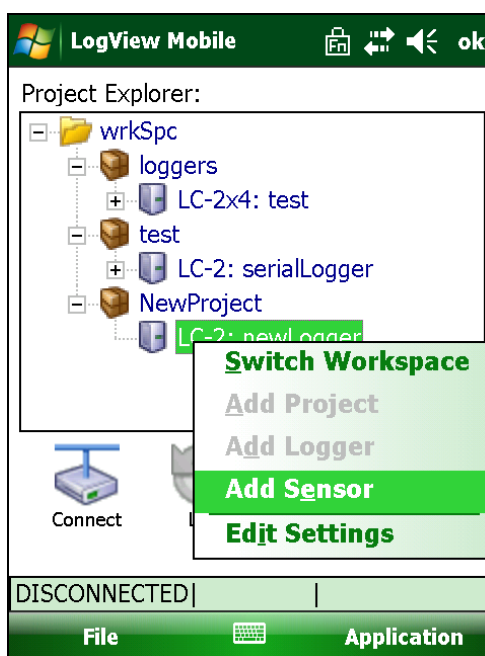 LogView Mobile Fn ok
Project Explorer:
wrkSpc
loggers
LC-2x4: test
test
LC-2: serialLogger
NewProject
LC-2: newLogger
Switch Workspace
Add Project
Add Logger
Add Sensor
Edit Settings
Connect
DISCONNECTED| |
File Application